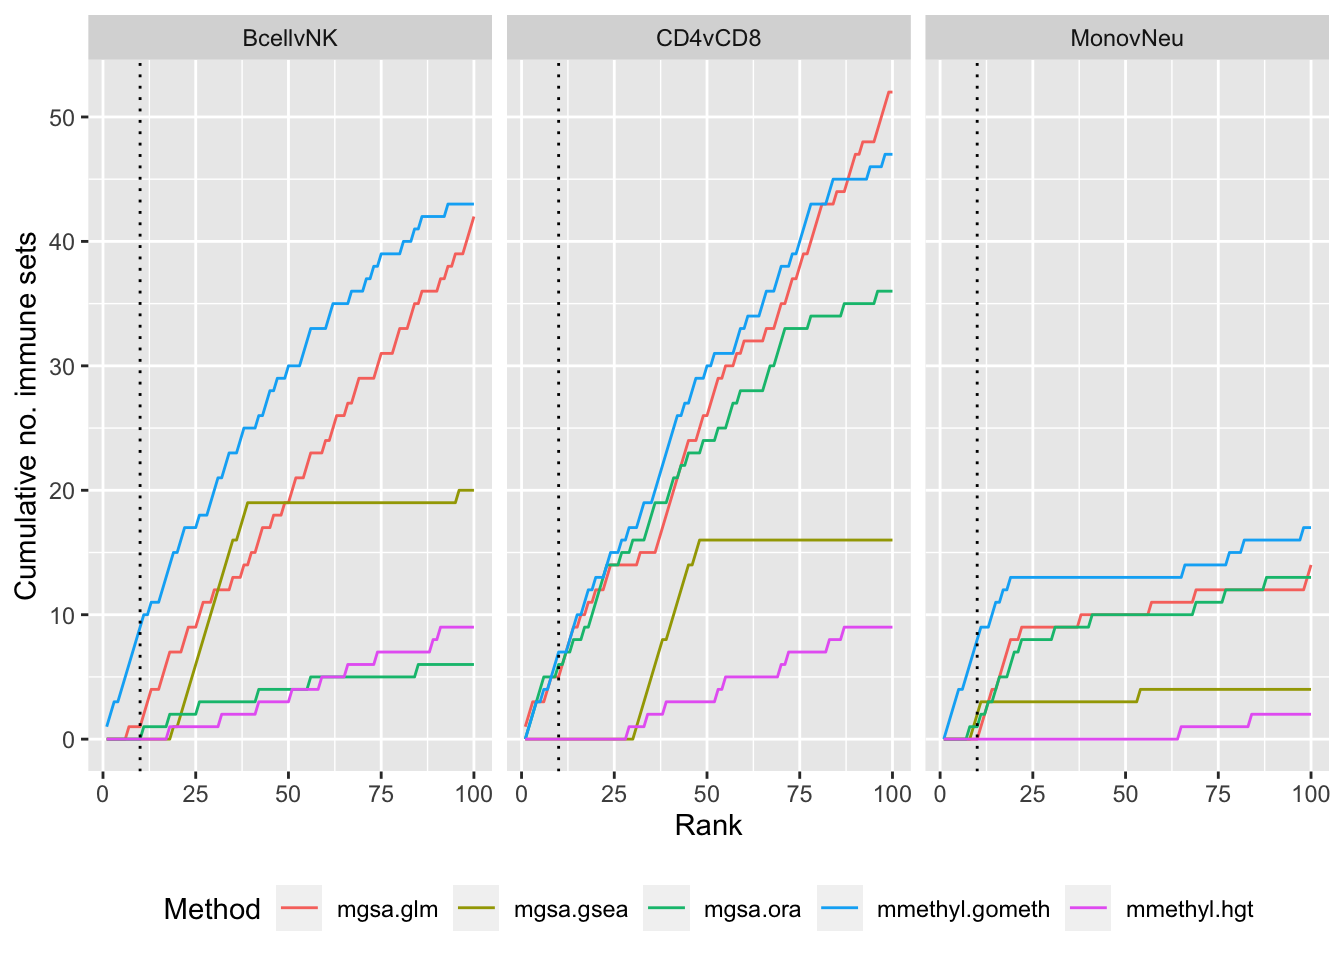 BcellvNK CD4vCD8 MonovNeu
50
40
30
20
10
0
Cumulative no. immune sets
0 25 50 75 100 0 25 50 75 100 0 25 50 75 100
Rank
Method mgsa.glm mgsa.gsea mgsa.ora mmethyl.gometh mmethyl.hgt